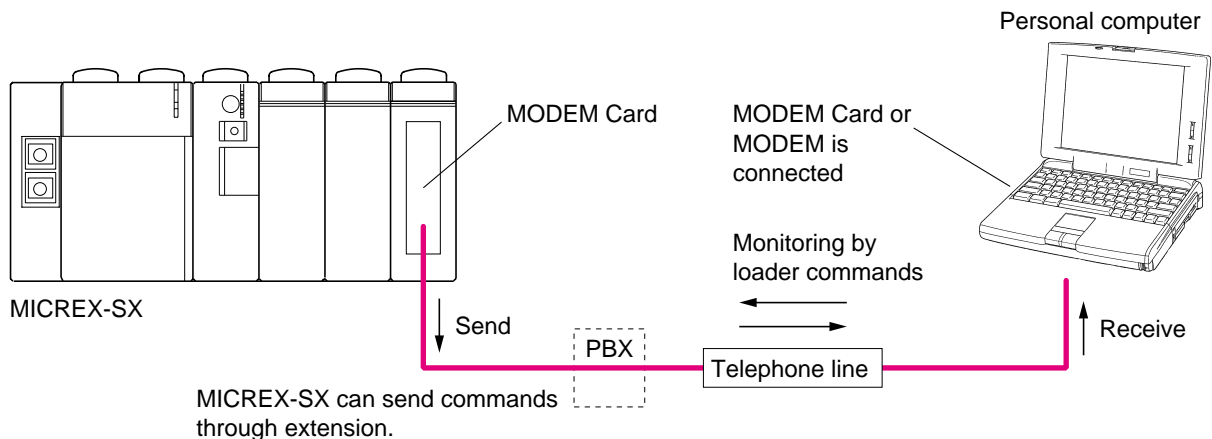 Personal computer
MODEM Card
MODEM Card or
MODEM is
connected
Monitoring by
loader commands
MICREX-SX
Send
PBX
Telephone line
Receive
MICREX-SX can send commands
through extension.